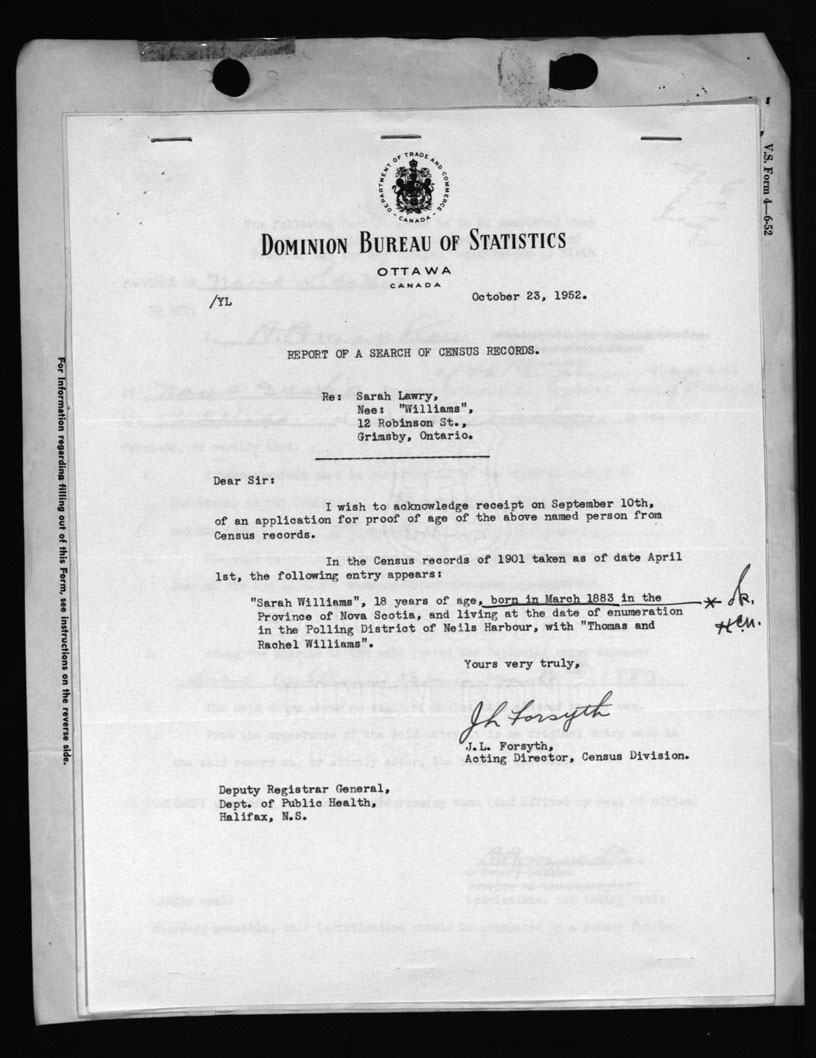 V.S. Form 4—6-52
DEPARTMENT OF TRADE AND COMMERCE
CANADA
DOMINION BUREAU OF STATISTICS
OTTAWA
CANADA
/YL
October 23, 1952.
REPORT OF A SEARCH OF CENSUS RECORDS.
Re: Sarah Lawry,
Nee: "Williams",
12 Robinson St.,
Grimsby, Ontario.
Dear Sir:
I wish to acknowledge receipt on September 10th,
of an application for proof of age of the above named person from
Census records.
In the Census records of 1901 taken as of date April
1st, the following entry appears:
"Sarah Williams", 18 years of age, born in March 1883 in the
Province of Nova Scotia, and living at the date of enumeration
in the Polling District of Neils Harbour, with "Thomas and
Rachel Williams".
Yours very truly,
J L Forsyth
J.L. Forsyth,
Acting Director, Census Division.
Deputy Registrar General,
Dept. of Public Health,
Halifax, N.S.
For information regarding filling out of this Form, see instructions on the reverse side.